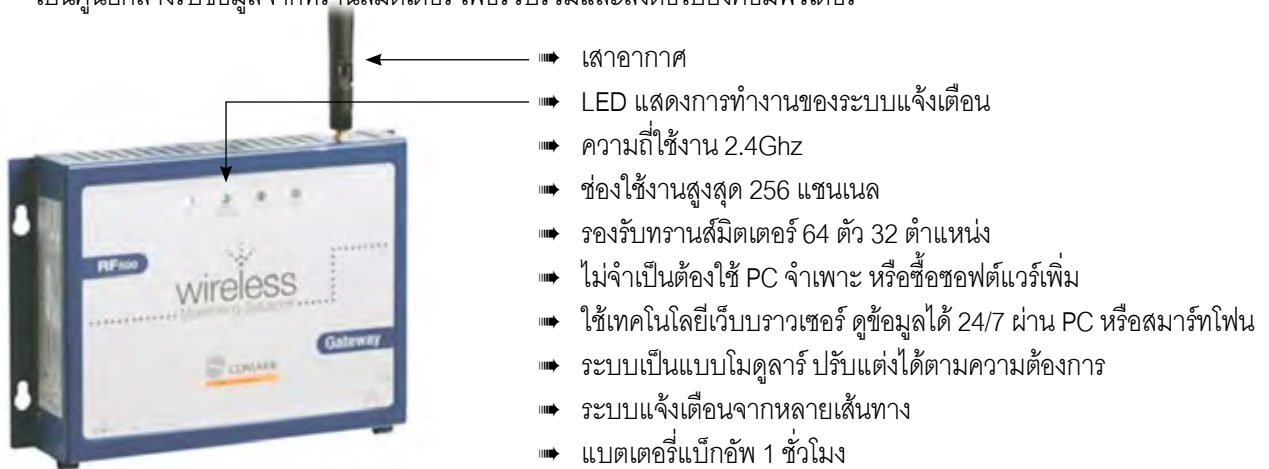 เสาอากาศ
LED แสดงการทำงานของระบบแจ้งเตือน
ความถี่ใช้งาน 2.4Ghz
ช่องใช้งานสูงสุด 256 แชนเนล
รองรับทรานส์มิตเตอร์ 64 ตัว 32 ตำแหน่ง
ไม่จำเป็นต้องใช้ PC จำเพาะ หรือซื้อซอฟต์แวร์เพิ่ม
ใช้เทคโนโลยีเว็บบราวเซอร์ ดูข้อมูลได้ 24/7 ผ่าน PC หรือสมาร์ทโฟน
ระบบเป็นแบบโมดูลาร์ ปรับแต่งได้ตามความต้องการ
ระบบแจ้งเตือนจากหลายเส้นทาง
แบตเตอรี่แบ็กอัพ 1 ชั่วโมง
RF500
wireless
Monitoring Solutions
Gateway
COMARK